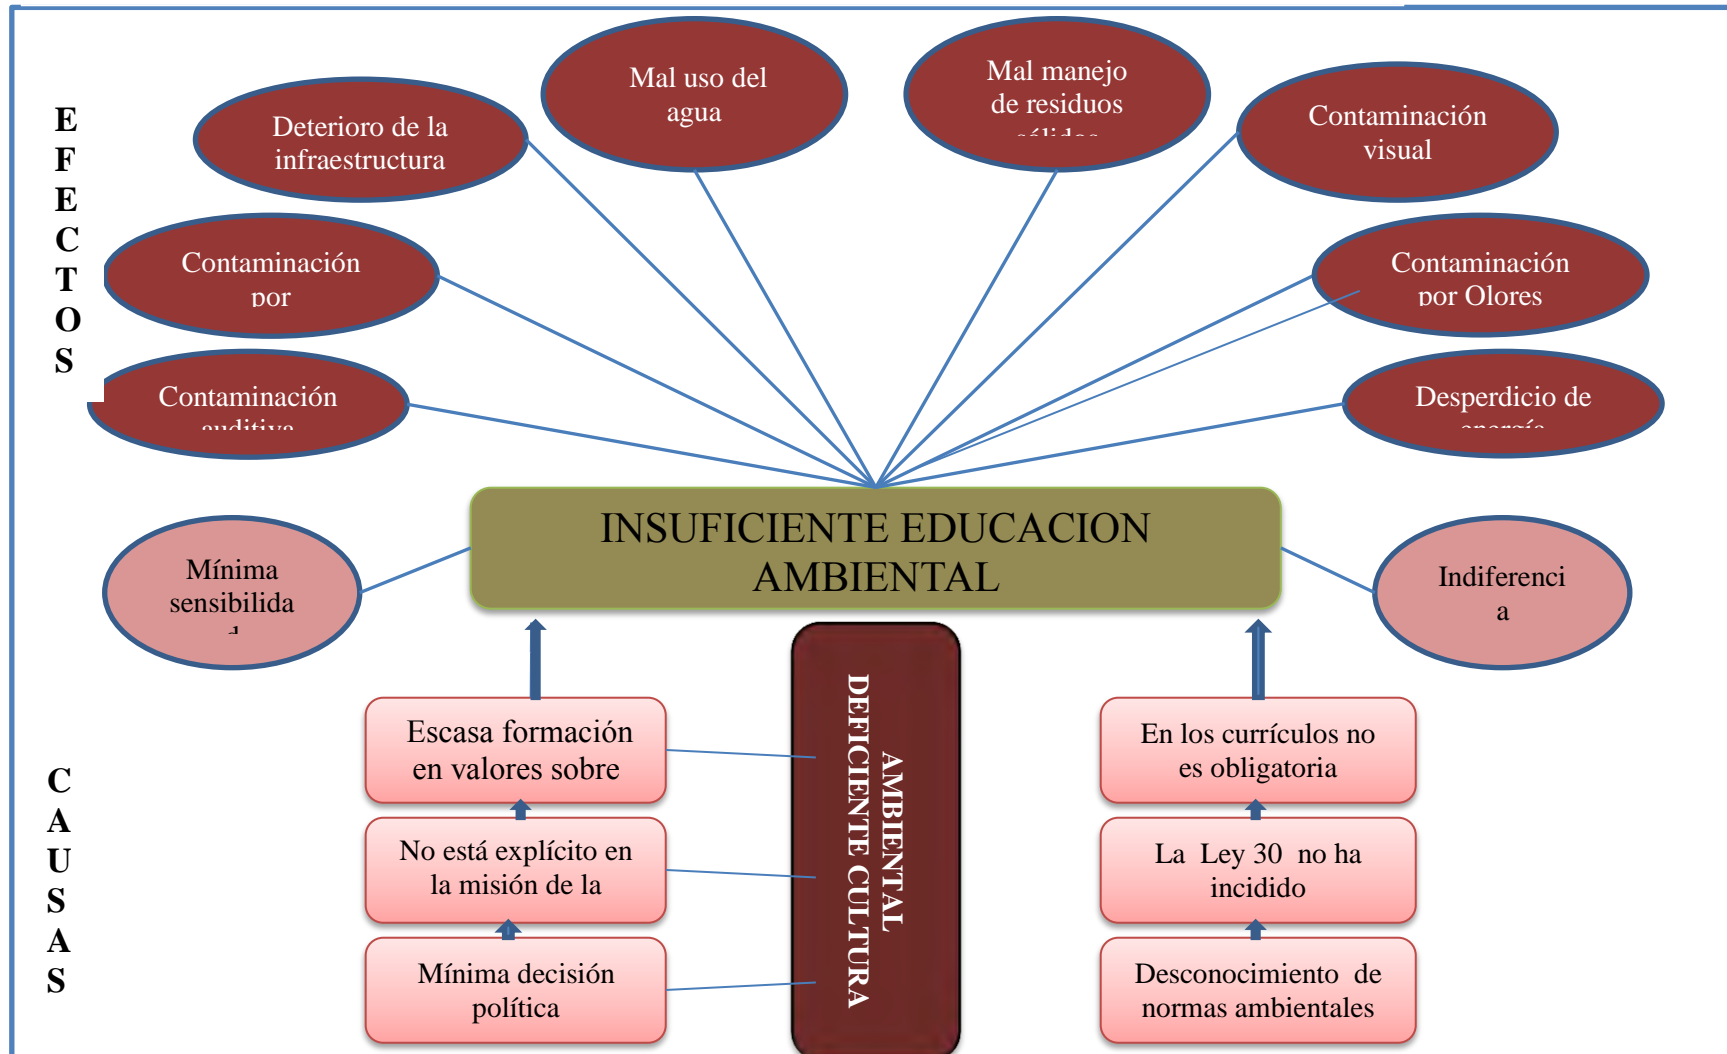 E
F
E
C
T
O
S
Mal uso del
agua
Mal manejo
de residuos
sólidos
Deterioro de la
infraestructura
Contaminación
visual
Contaminación
por
Contaminación
por Olores
Contaminación
auditiva
Desperdicio de
energía
INSUFICIENTE EDUCACION
AMBIENTAL
Mínima
sensibilida
d
Indiferenci
a
C
A
U
S
A
S
Escasa formación
en valores sobre
No está explícito en
la misión de la
Mínima decisión
política
AMBIENTAL
DEFICIENTE CULTURA
En los currículos no
es obligatoria
La Ley 30 no ha
incidido
Desconocimiento de
normas ambientales